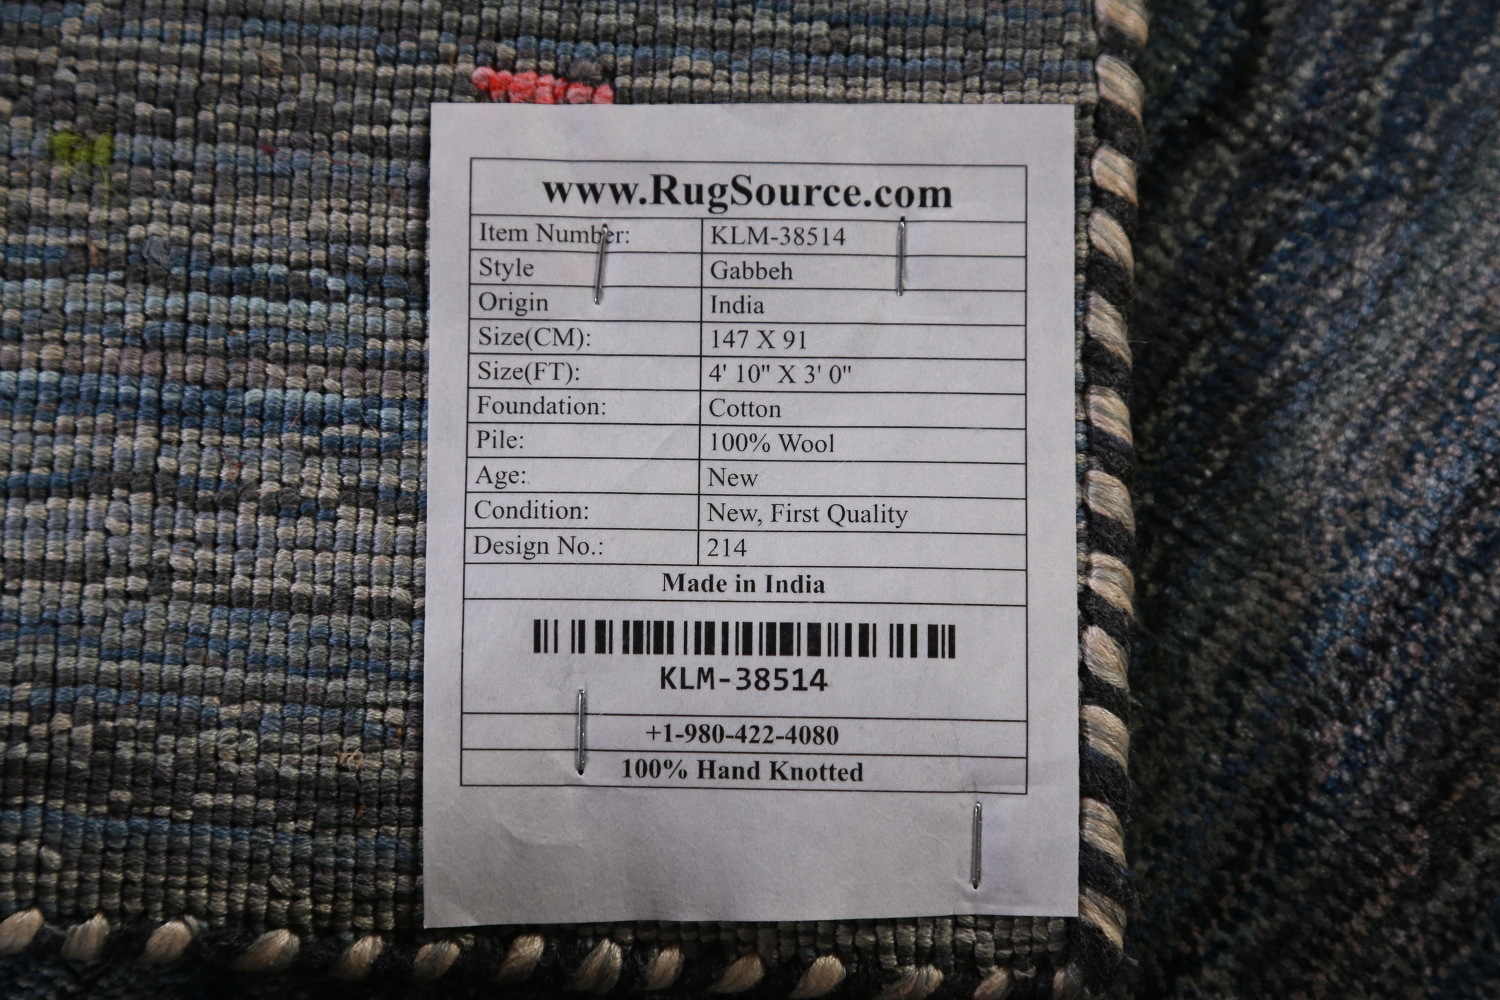 www.RugSource.com
Item Number: KLM-38514
Style Gabbeh
Origin India
Size(CM): 147 X 91
Size(FT): 4' 10" X 3' 0"
Foundation: Cotton
Pile: 100% Wool
Age: New
Condition: New, First Quality
Design No.: 214
Made in India
KLM-38514
+1-980-422-4080
100% Hand Knotted